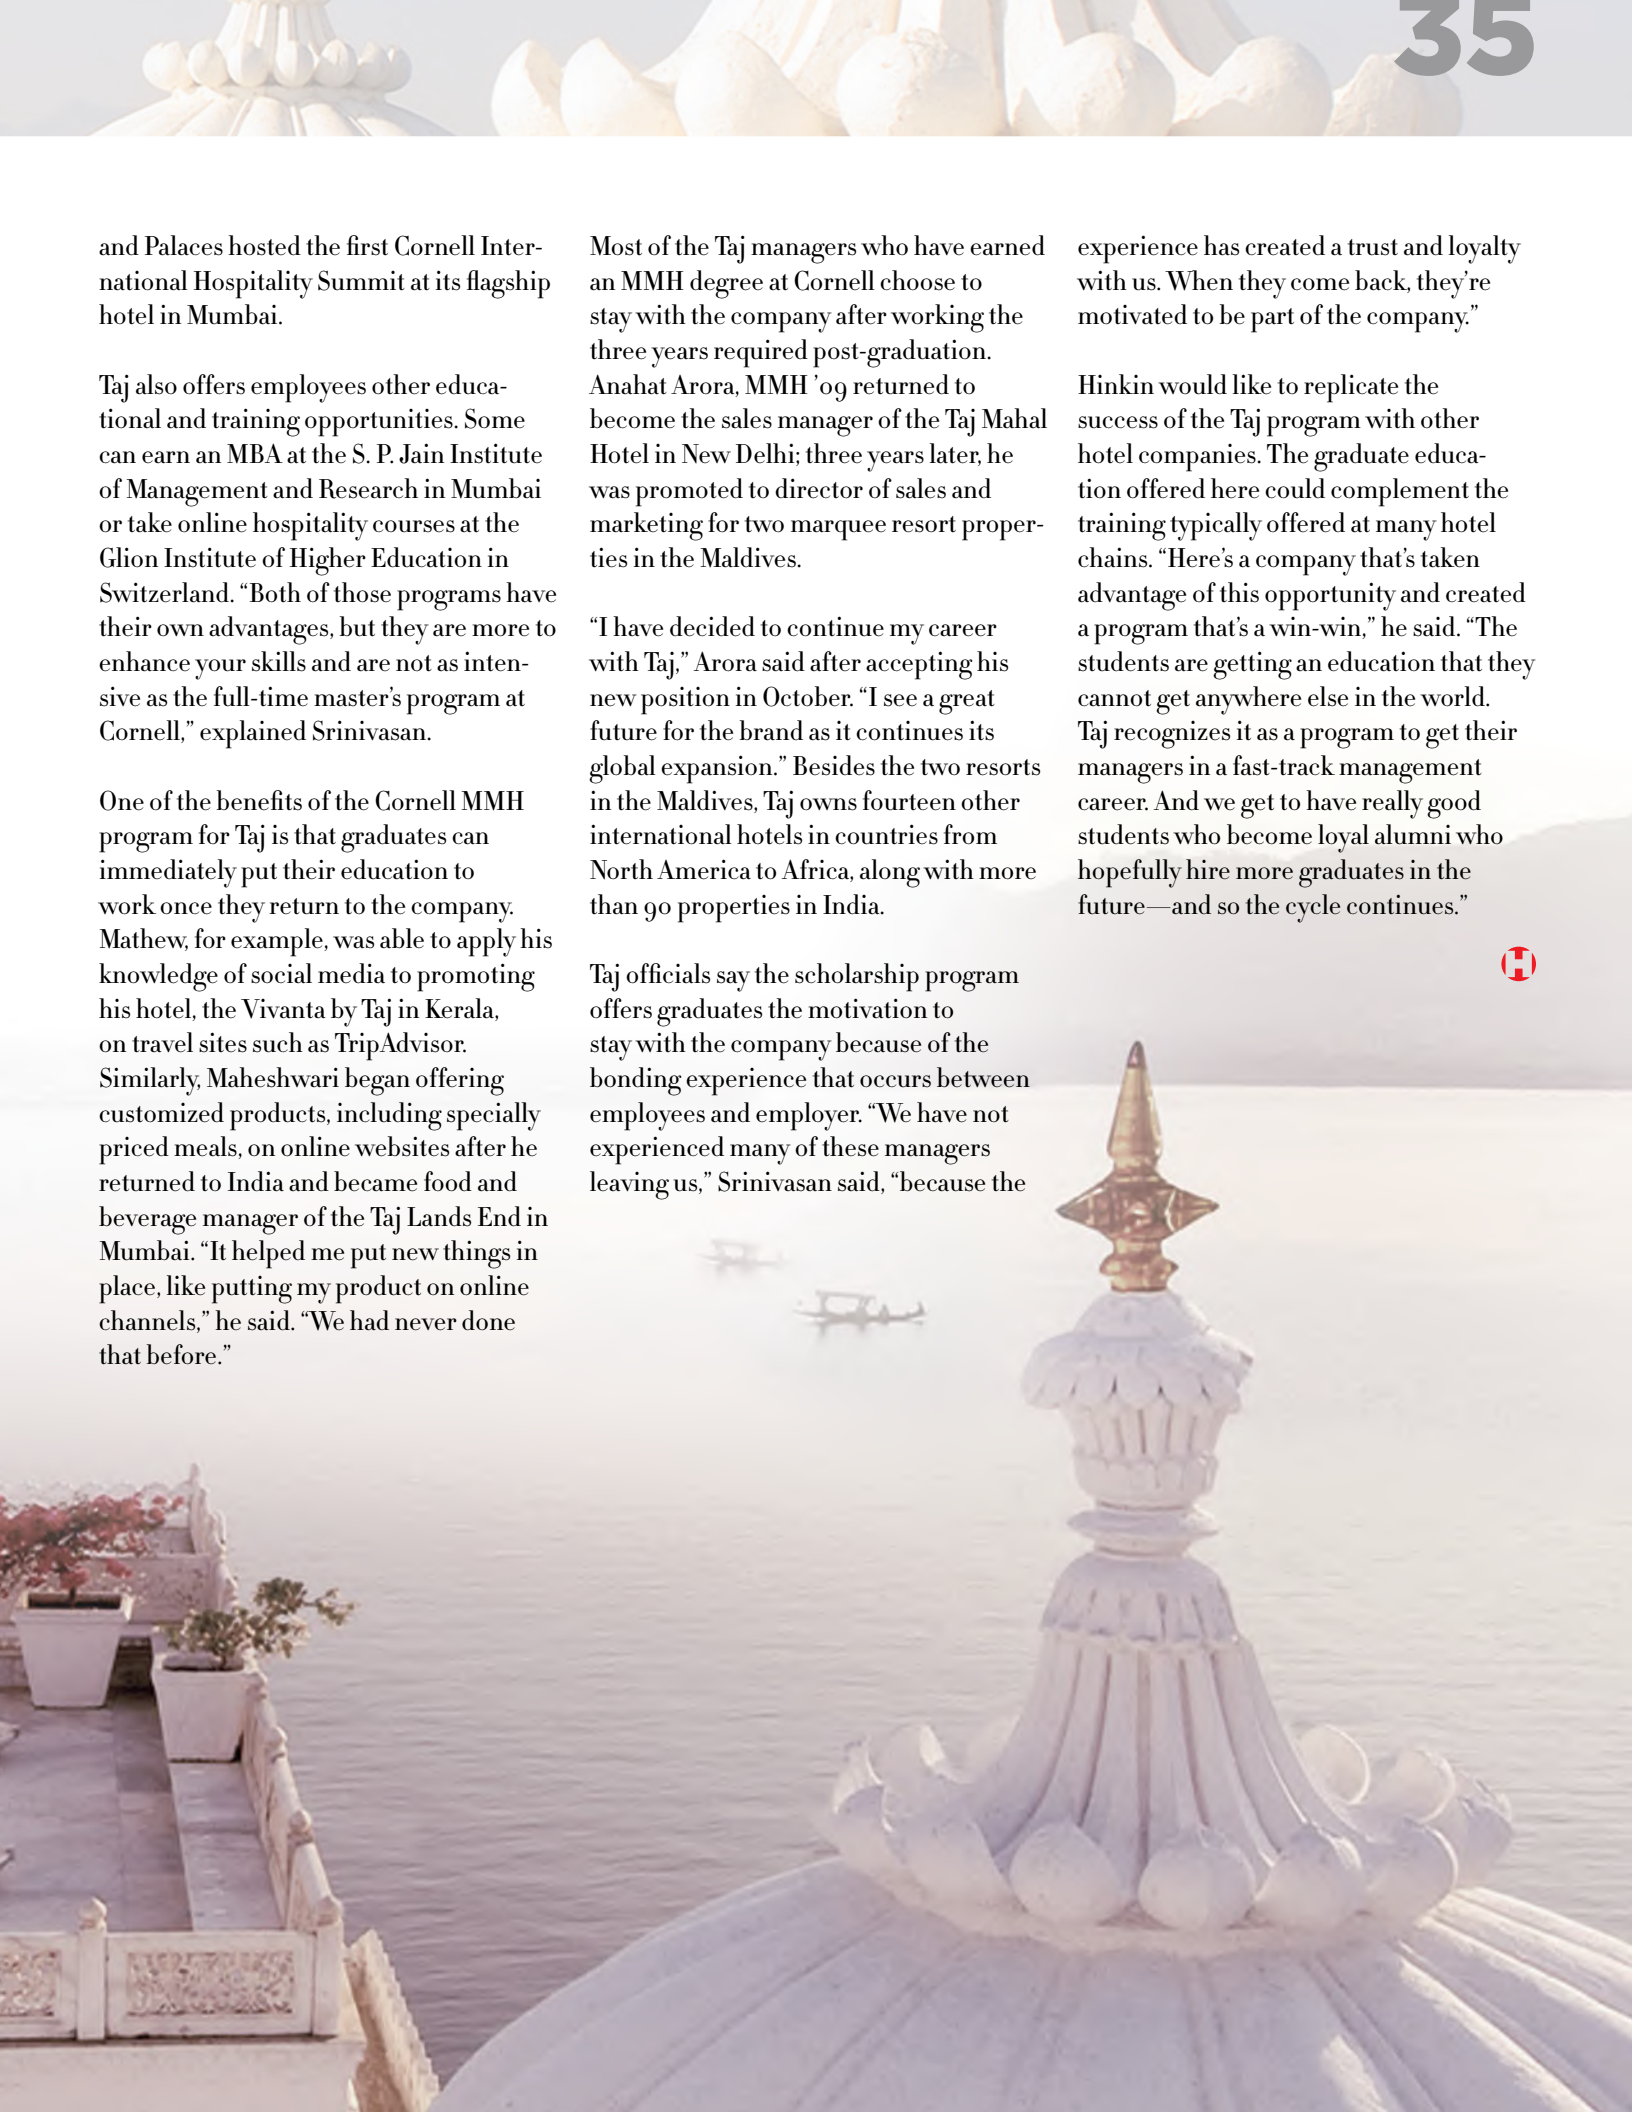 35
and Palaces hosted the first Cornell Inter-
national Hospitality Summit at its flagship
hotel in Mumbai.
Taj also offers employees other educa-
tional and training opportunities. Some
can earn an MBA at the S. P. Jain Institute
of Management and Research in Mumbai
or take online hospitality courses at the
Glion Institute of Higher Education in
Switzerland. “Both of those programs have
their own advantages, but they are more to
enhance your skills and are not as inten-
sive as the full-time master’s program at
Cornell,” explained Srinivasan.
One of the benefits of the Cornell MMH
program for Taj is that graduates can
immediately put their education to
work once they return to the company.
Mathew, for example, was able to apply his
knowledge of social media to promoting
his hotel, the Vivanta by Taj in Kerala,
on travel sites such as TripAdvisor.
Similarly, Maheshwari began offering
customized products, including specially
priced meals, on online websites after he
returned to India and became food and
beverage manager of the Taj Lands End in
Mumbai. “It helped me put new things in
place, like putting my product on online
channels,” he said. “We had never done
that before.”
Most of the Taj managers who have earned
an MMH degree at Cornell choose to
stay with the company after working the
three years required post-graduation.
Anahat Arora, MMH ’09 returned to
become the sales manager of the Taj Mahal
Hotel in New Delhi; three years later, he
was promoted to director of sales and
marketing for two marquee resort proper-
ties in the Maldives.
“I have decided to continue my career
with Taj,” Arora said after accepting his
new position in October. “I see a great
future for the brand as it continues its
global expansion.” Besides the two resorts
in the Maldives, Taj owns fourteen other
international hotels in countries from
North America to Africa, along with more
than 90 properties in India.
Taj officials say the scholarship program
offers graduates the motivation to
stay with the company because of the
bonding experience that occurs between
employees and employer. “We have not
experienced many of these managers
leaving us,” Srinivasan said, “because the
experience has created a trust and loyalty
with us. When they come back, they’re
motivated to be part of the company.”
Hinkin would like to replicate the
success of the Taj program with other
hotel companies. The graduate educa-
tion offered here could complement the
training typically offered at many hotel
chains. “Here’s a company that’s taken
advantage of this opportunity and created
a program that’s a win-win,” he said. “The
students are getting an education that they
cannot get anywhere else in the world.
Taj recognizes it as a program to get their
managers in a fast-track management
career. And we get to have really good
students who become loyal alumni who
hopefully hire more graduates in the
future—and so the cycle continues.”
H